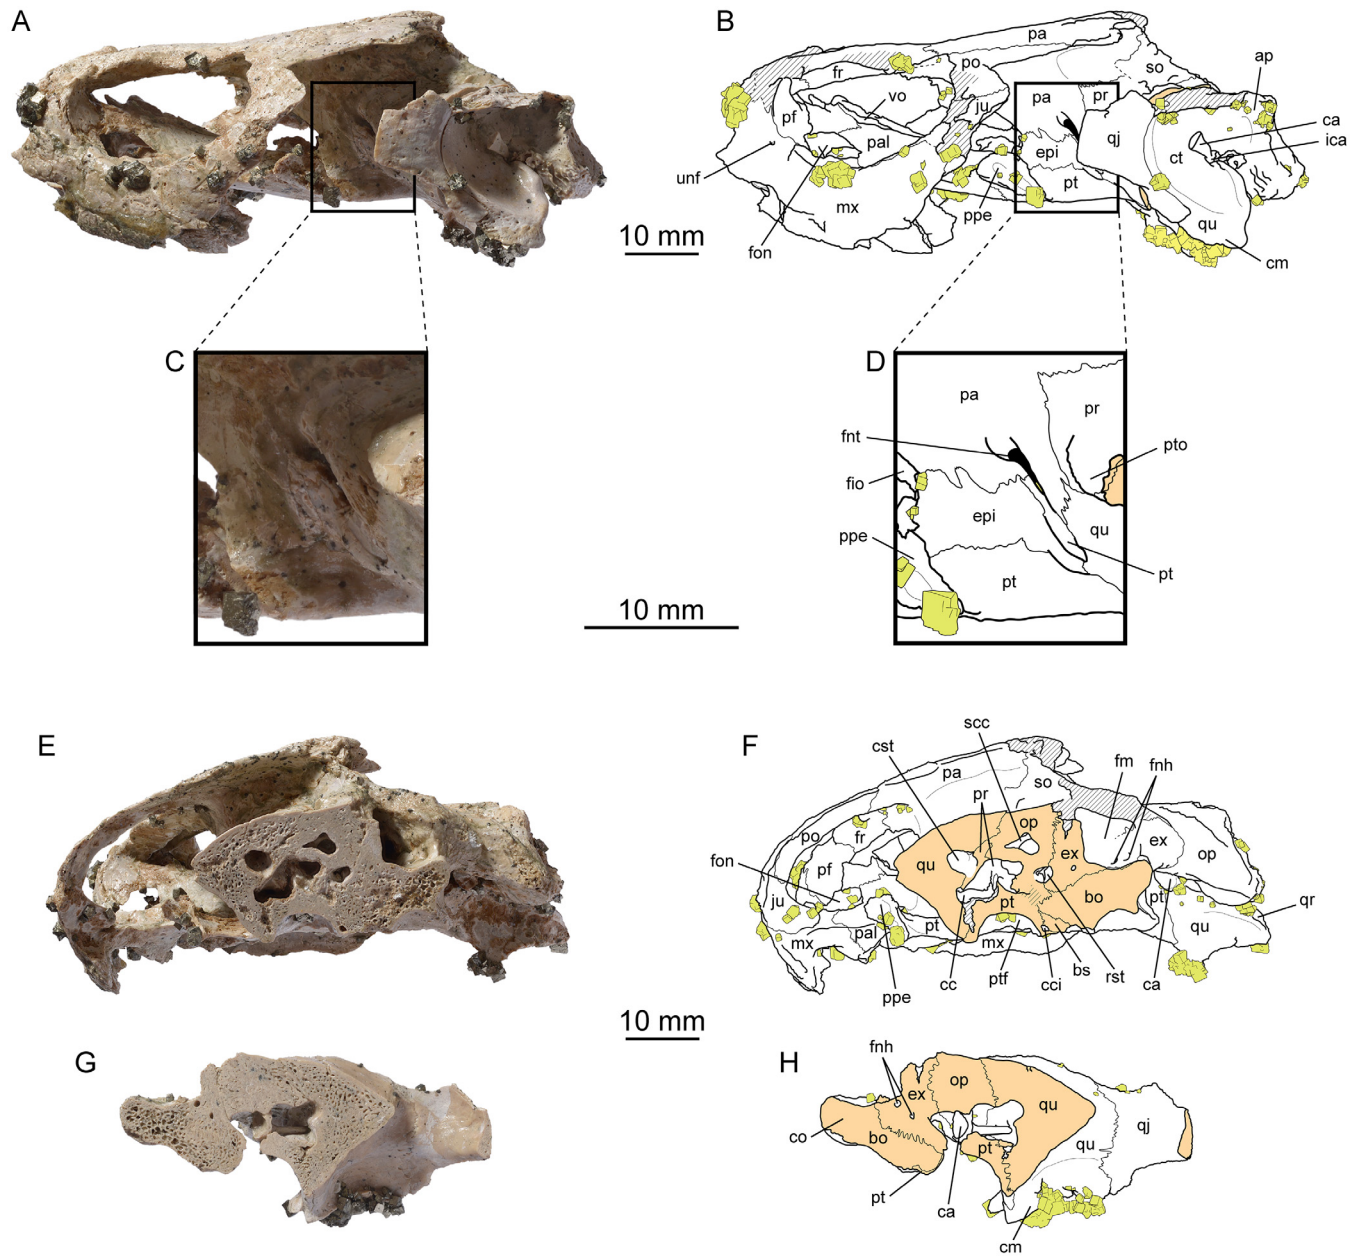 A
B
pa
po
so
ap
fr
vo
ju
pa
pr
ca
pf
qj
ica
pal
epi
ct
unf
pt
mx
ppe
qu
fon
cm
10 mm
C
D
pa
pr
fnt
pto
fio
epi
qu
ppe
pt
pt
10 mm
E
F
scc
cst
fm
fnh
pa
so
pr
po
op
fr
ex
ex
op
fon
qu
pf
bo
pt
pt
qr
ju
pt
qu
pal
mx
mx
ppe
cc
ptf
cci
bs
rst
ca
10 mm
G
H
fnh
op
ex
qu
co
bo
qj
pt
qu
pt
ca
cm